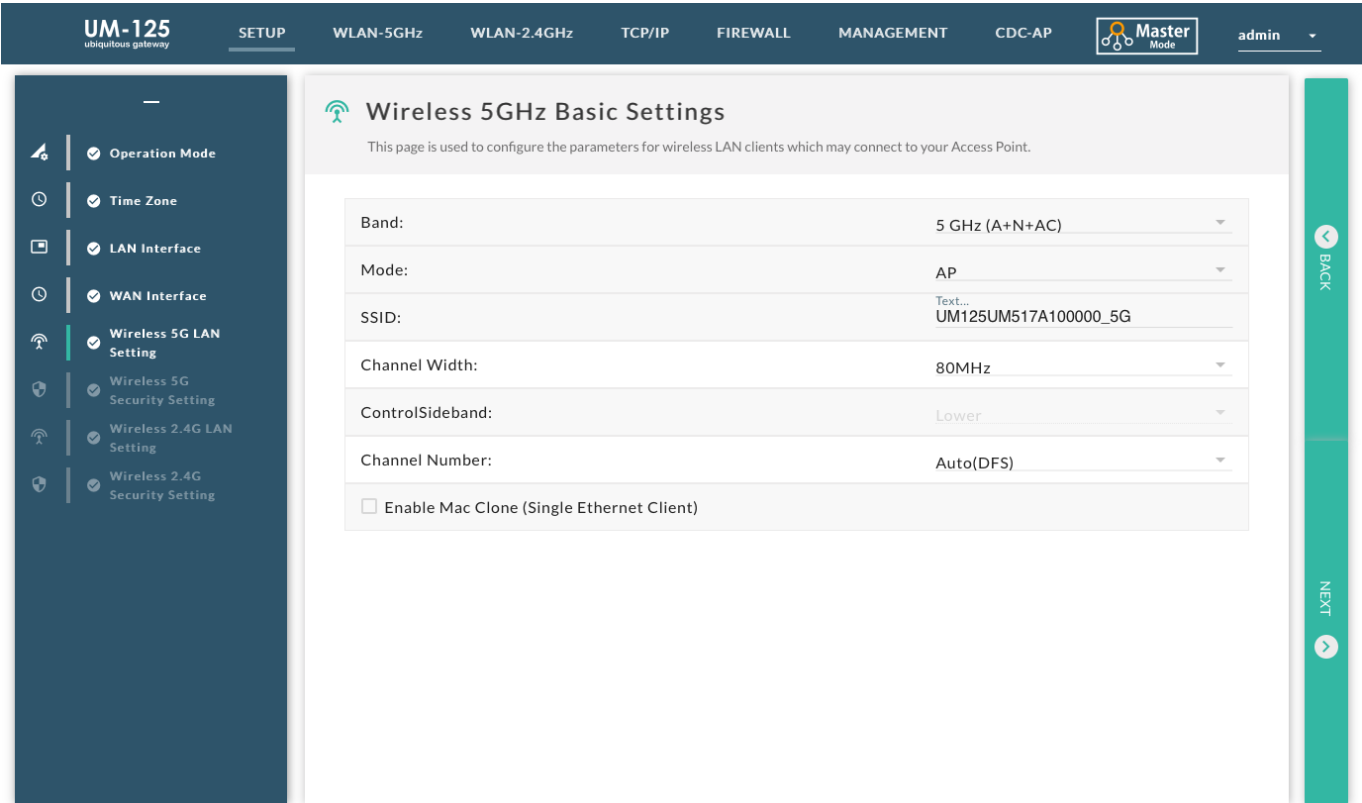 UM-125
ubiquitous gateway
SETUP
WLAN-5GHz
WLAN-2.4GHz
TCP/IP
FIREWALL
MANAGEMENT
CDC-AP
Master
Mode
admin
Operation Mode
Time Zone
LAN Interface
WAN Interface
Wireless 5G LAN
Setting
Wireless 5G
Security Setting
Wireless 2.4G LAN
Setting
Wireless 2.4G
Security Setting
Wireless 5GHz Basic Settings
This page is used to configure the parameters for wireless LAN clients which may connect to your Access Point.
Band: 5 GHz (A+N+AC)
Mode: AP
Text...
SSID: UM125UM517A100000_5G
Channel Width: 80MHz
ControlSideband: Lower
Channel Number: Auto(DFS)
Enable Mac Clone (Single Ethernet Client)
BACK
NEXT